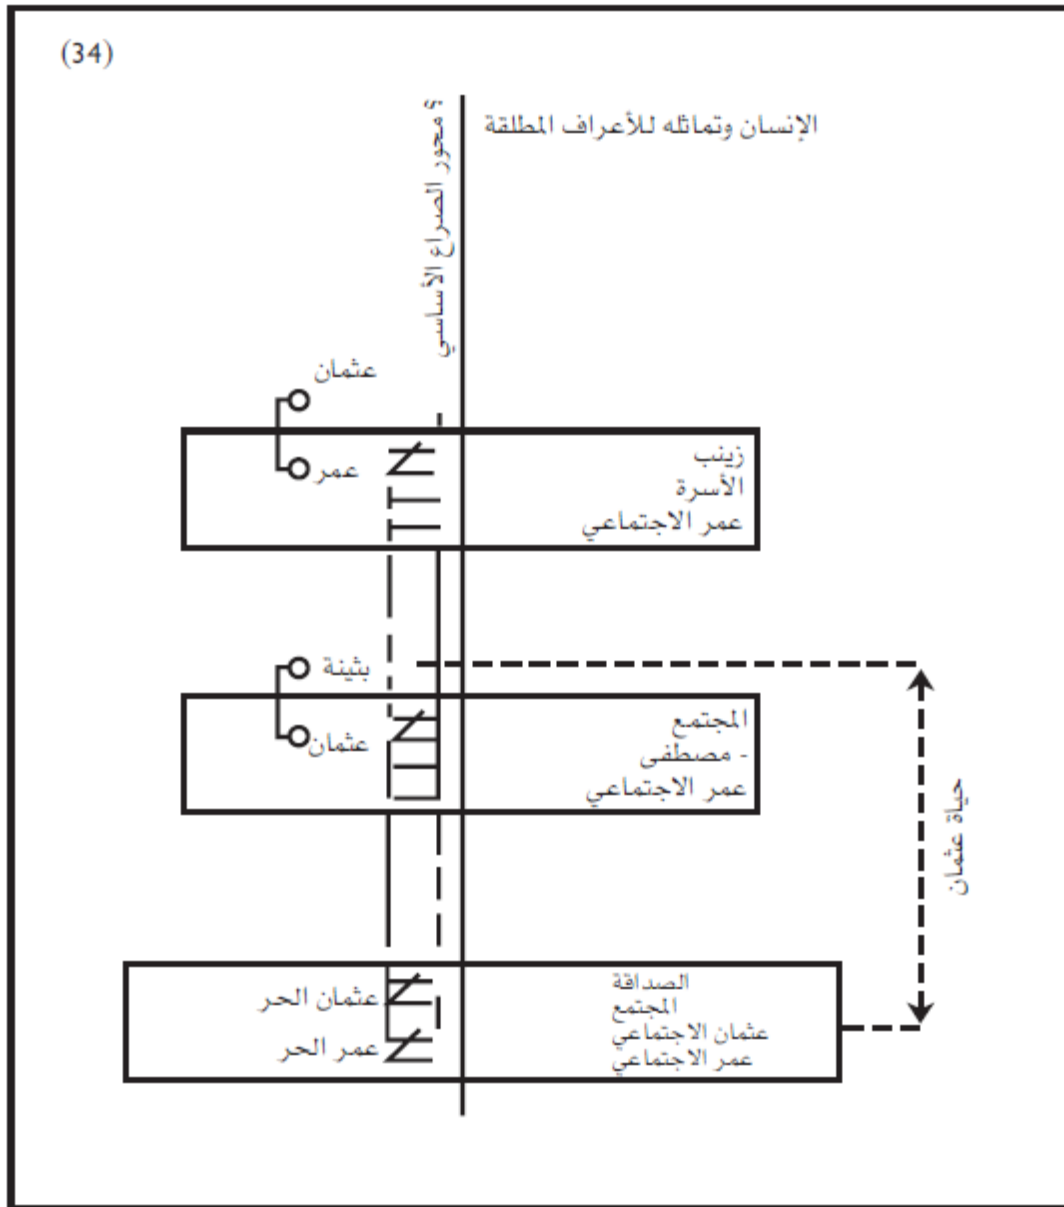 (34)
الإنسان وتماثله للأعراف المطلقة
؟ محور الصراع الأساسي
عثمان
عمر
زينب
الأسرة
عمر الاجتماعي
بثينة
عثمان
المجتمع
- مصطفى
عمر الاجتماعي
حياة عثمان
الصداقة
المجتمع
عثمان الاجتماعي
عمر الاجتماعي
عثمان الحر
عمر الحر